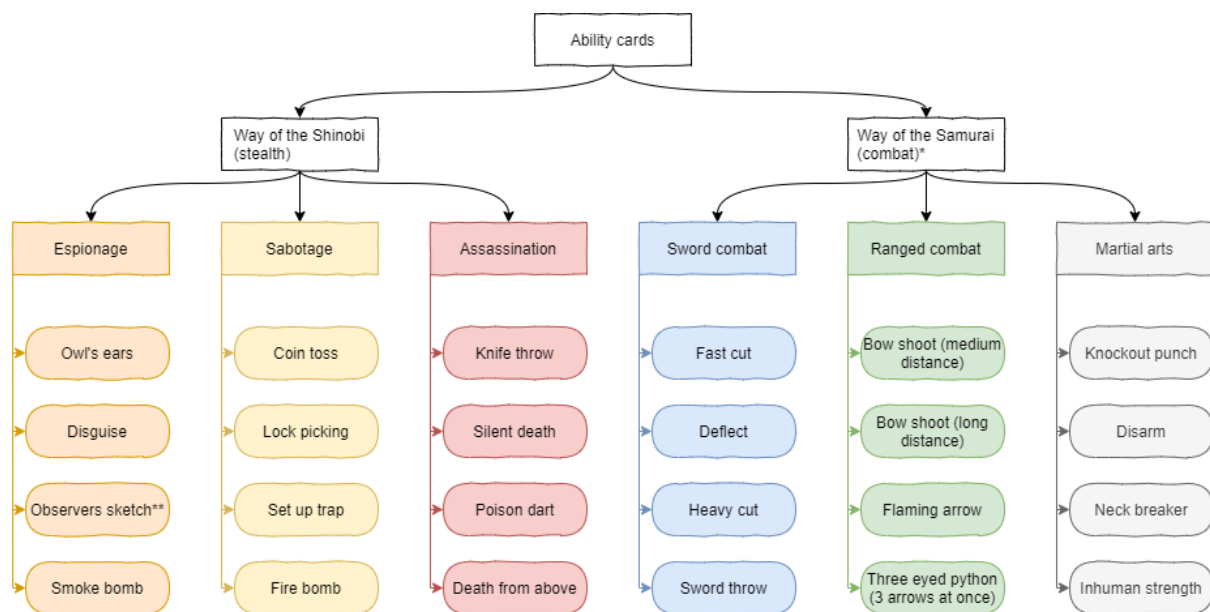 Ability cards
Way of the Shinobi
(stealth)
Way of the Samurai
(combat)*
Espionage
Sabotage
Assassination
Sword combat
Ranged combat
Martial arts
Owl's ears
Coin toss
Knife throw
Fast cut
Bow shoot (medium
distance)
Knockout punch
Disguise
Lock picking
Silent death
Deflect
Bow shoot (long
distance)
Disarm
Observers sketch**
Set up trap
Poison dart
Heavy cut
Flaming arrow
Neck breaker
Smoke bomb
Fire bomb
Death from above
Sword throw
Three eyed python
(3 arrows at once)
Inhuman strength